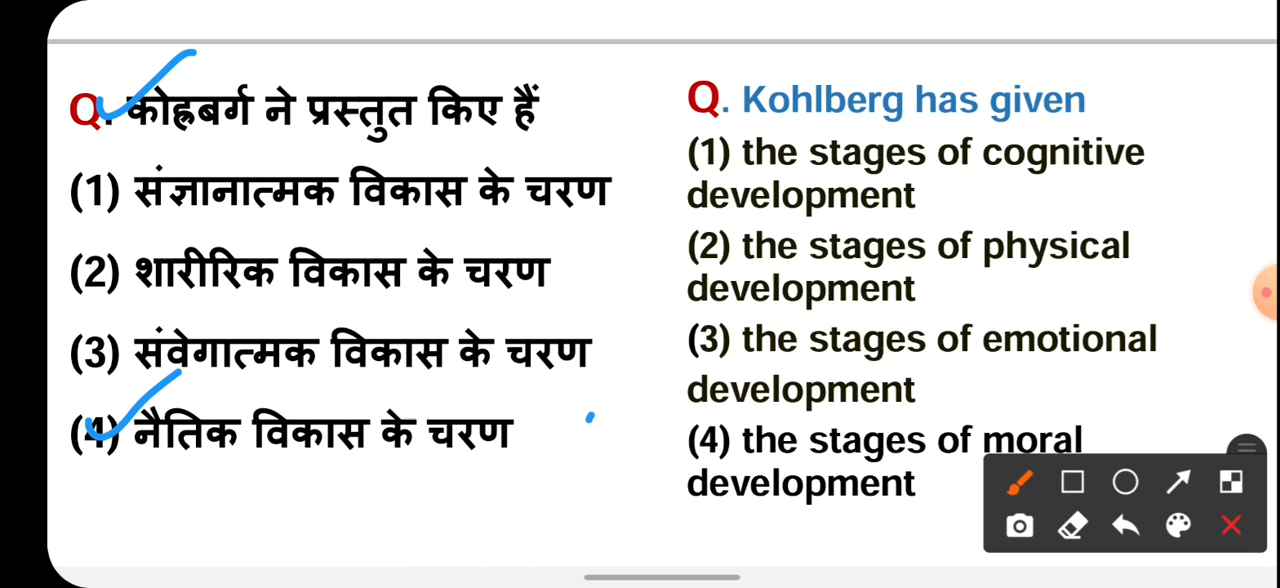 Q. कोह्रबर्ग ने प्रस्तुत किए हैं
(1) संज्ञानात्मक विकास के चरण
(2) शारीरिक विकास के चरण
(3) संवेगात्मक विकास के चरण
(4) नैतिक विकास के चरण
Q. Kohlberg has given
(1) the stages of cognitive
development
(2) the stages of physical
development
(3) the stages of emotional
development
(4) the stages of moral
development